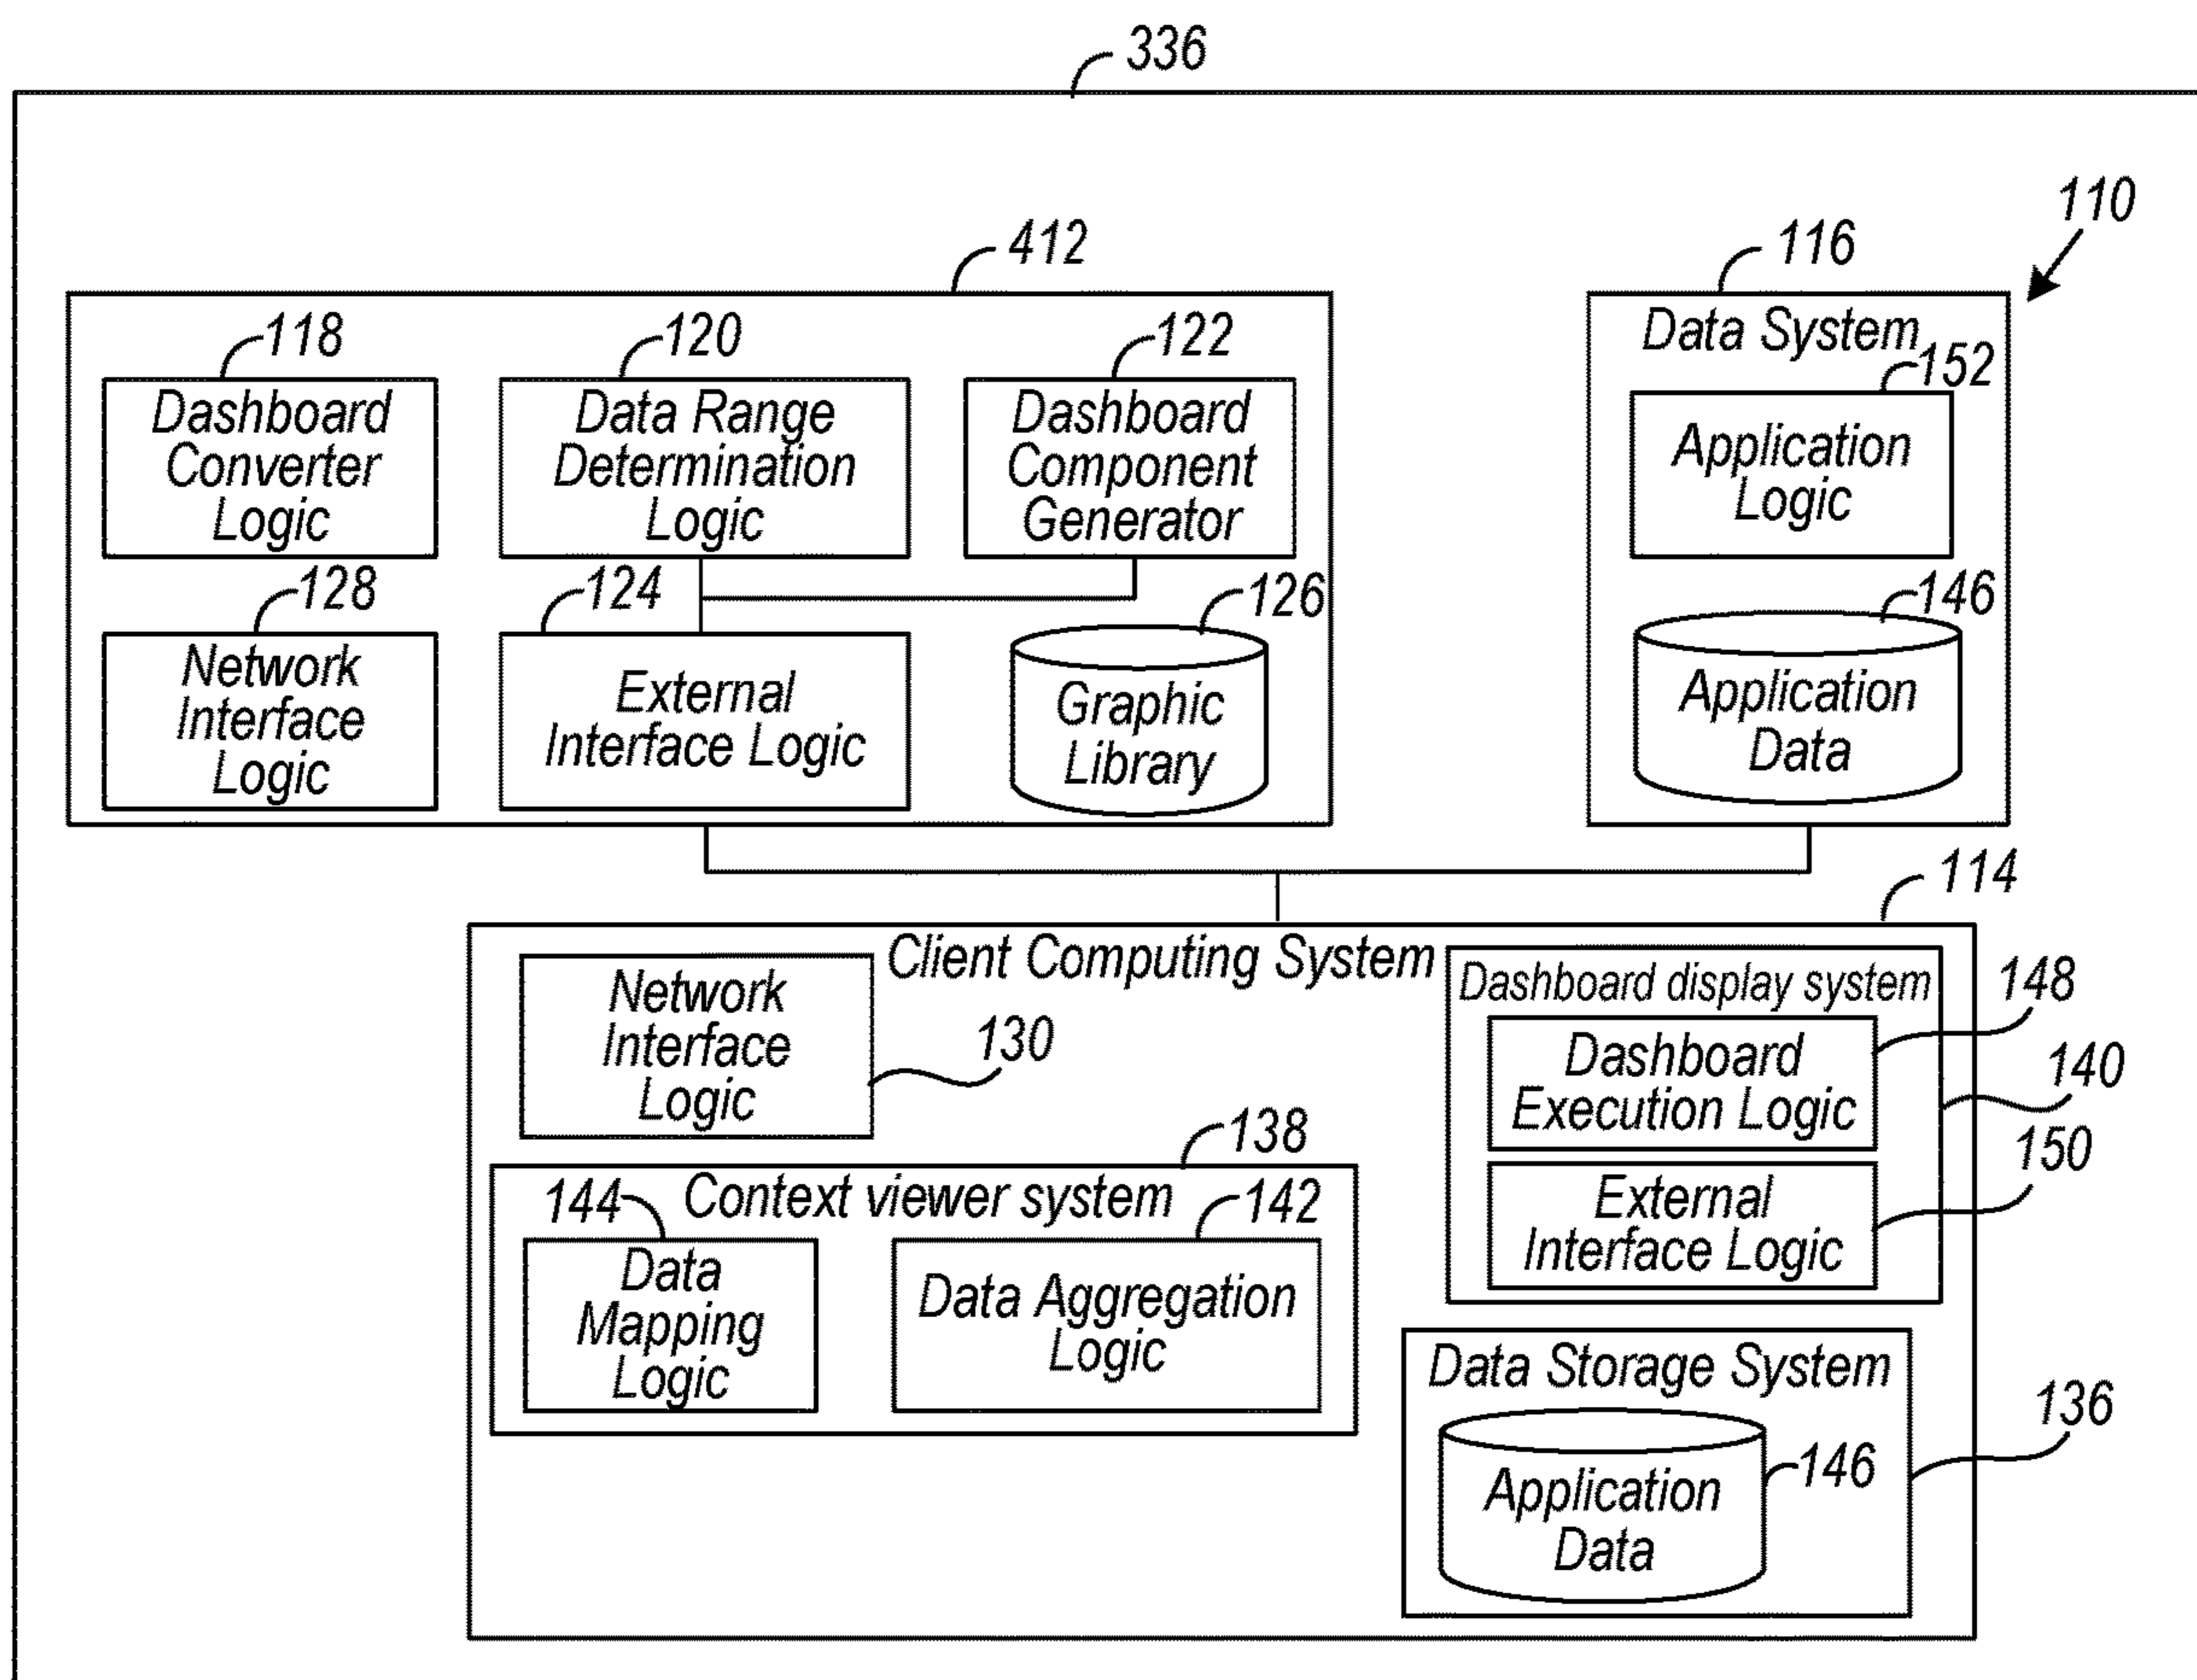 336
110
412
116
118
120
122
Data System
152
Dashboard
Converter
Logic
Data Range
Determination
Logic
Dashboard
Component
Generator
Application
Logic
128
124
126
146
Network
Interface
Logic
External
Interface Logic
Graphic
Library
Application
Data
114
Client Computing System
Network
Interface
Logic
130
Dashboard display system
148
Dashboard
Execution Logic
140
150
External
Interface Logic
138
Context viewer system
144
142
Data
Mapping
Logic
Data Aggregation
Logic
Data Storage System
136
146
Application
Data